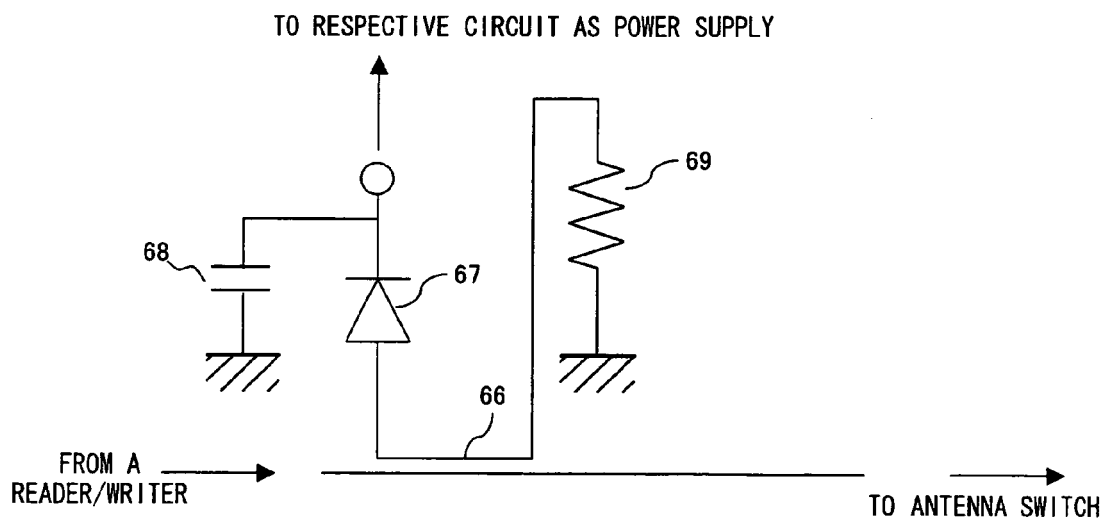 TO RESPECTIVE CIRCUIT AS POWER SUPPLY
69
68
67
66
FROM A
READER/WRITER
TO ANTENNA SWITCH